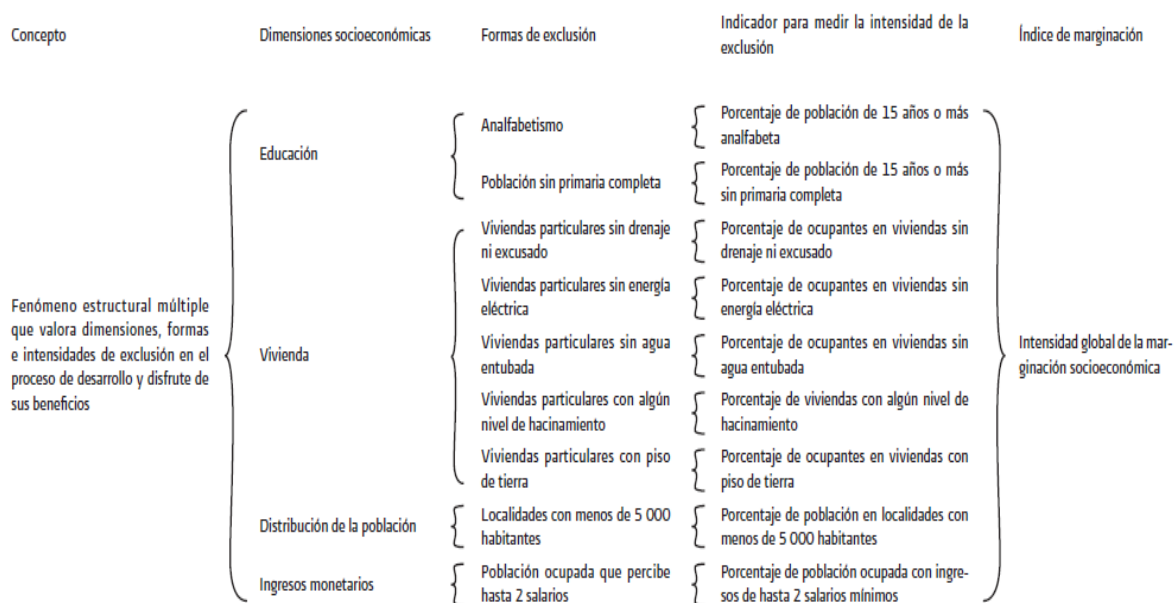 Concepto
Dimensiones socioeconómicas
Formas de exclusión
Indicador para medir la intensidad de la
exclusión
Índice de marginación
Fenómeno estructural múltiple
que valora dimensiones, formas
e intensidades de exclusión en el
proceso de desarrollo y disfrute de
sus beneficios
Educación
Analfabetismo
Porcentaje de población de 15 años o más
analfabeta
Población sin primaria completa
Porcentaje de población de 15 años o más
sin primaria completa
Vivienda
Viviendas particulares sin drenaje
ni excusado
Porcentaje de ocupantes en viviendas sin
drenaje ni excusado
Viviendas particulares sin energía
eléctrica
Porcentaje de ocupantes en viviendas sin
energía eléctrica
Viviendas particulares sin agua
entubada
Porcentaje de ocupantes en viviendas sin
agua entubada
Viviendas particulares con algún
nivel de hacinamiento
Porcentaje de viviendas con algún nivel de
hacinamiento
Viviendas particulares con piso
de tierra
Porcentaje de ocupantes en viviendas con
piso de tierra
Distribución de la población
Localidades con menos de 5 000
habitantes
Porcentaje de población en localidades con
menos de 5 000 habitantes
Ingresos monetarios
Población ocupada que percibe
hasta 2 salarios
Porcentaje de población ocupada con ingre-
sos de hasta 2 salarios mínimos
Intensidad global de la mar-
ginación socioeconómica